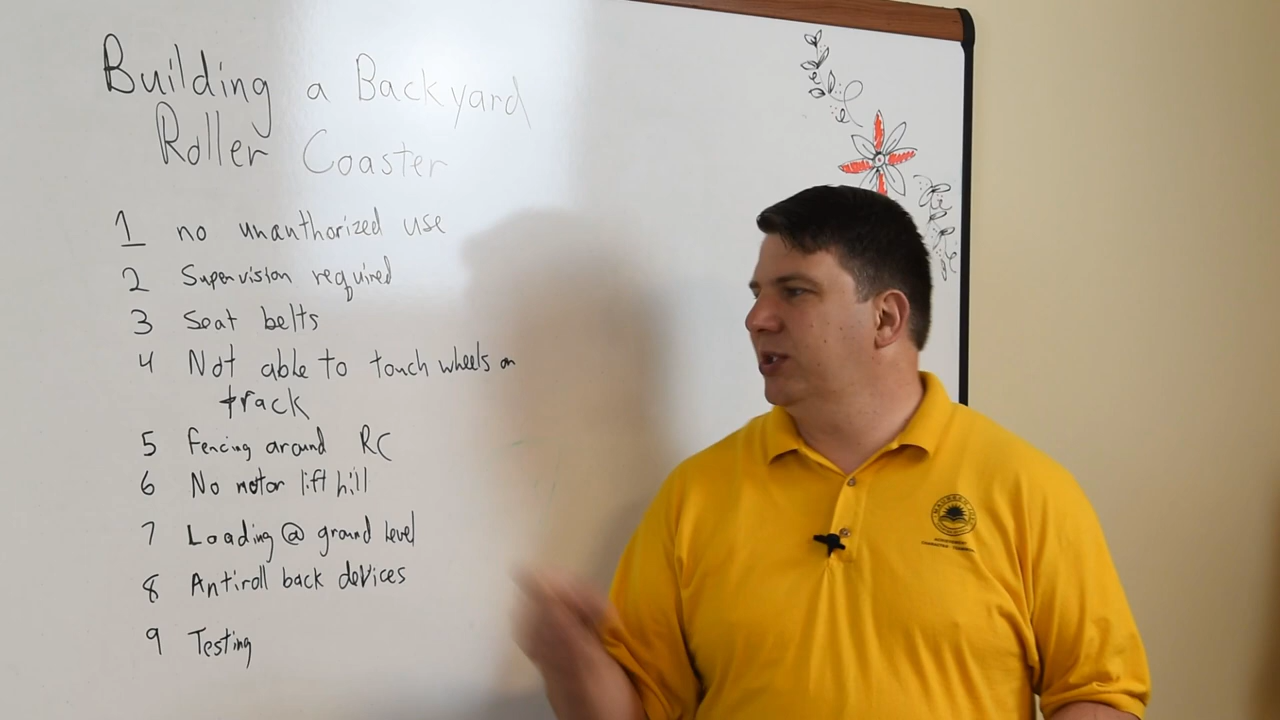 Building a Backyard
Roller Coaster
1 no unauthorized use
2 Supervision required
3 Seat belts
4 Not able to touch wheels on
track
5 Fencing around RC
6 No motor lift hill
7 Loading @ ground level
8 Antiroll back devices
9 Testing